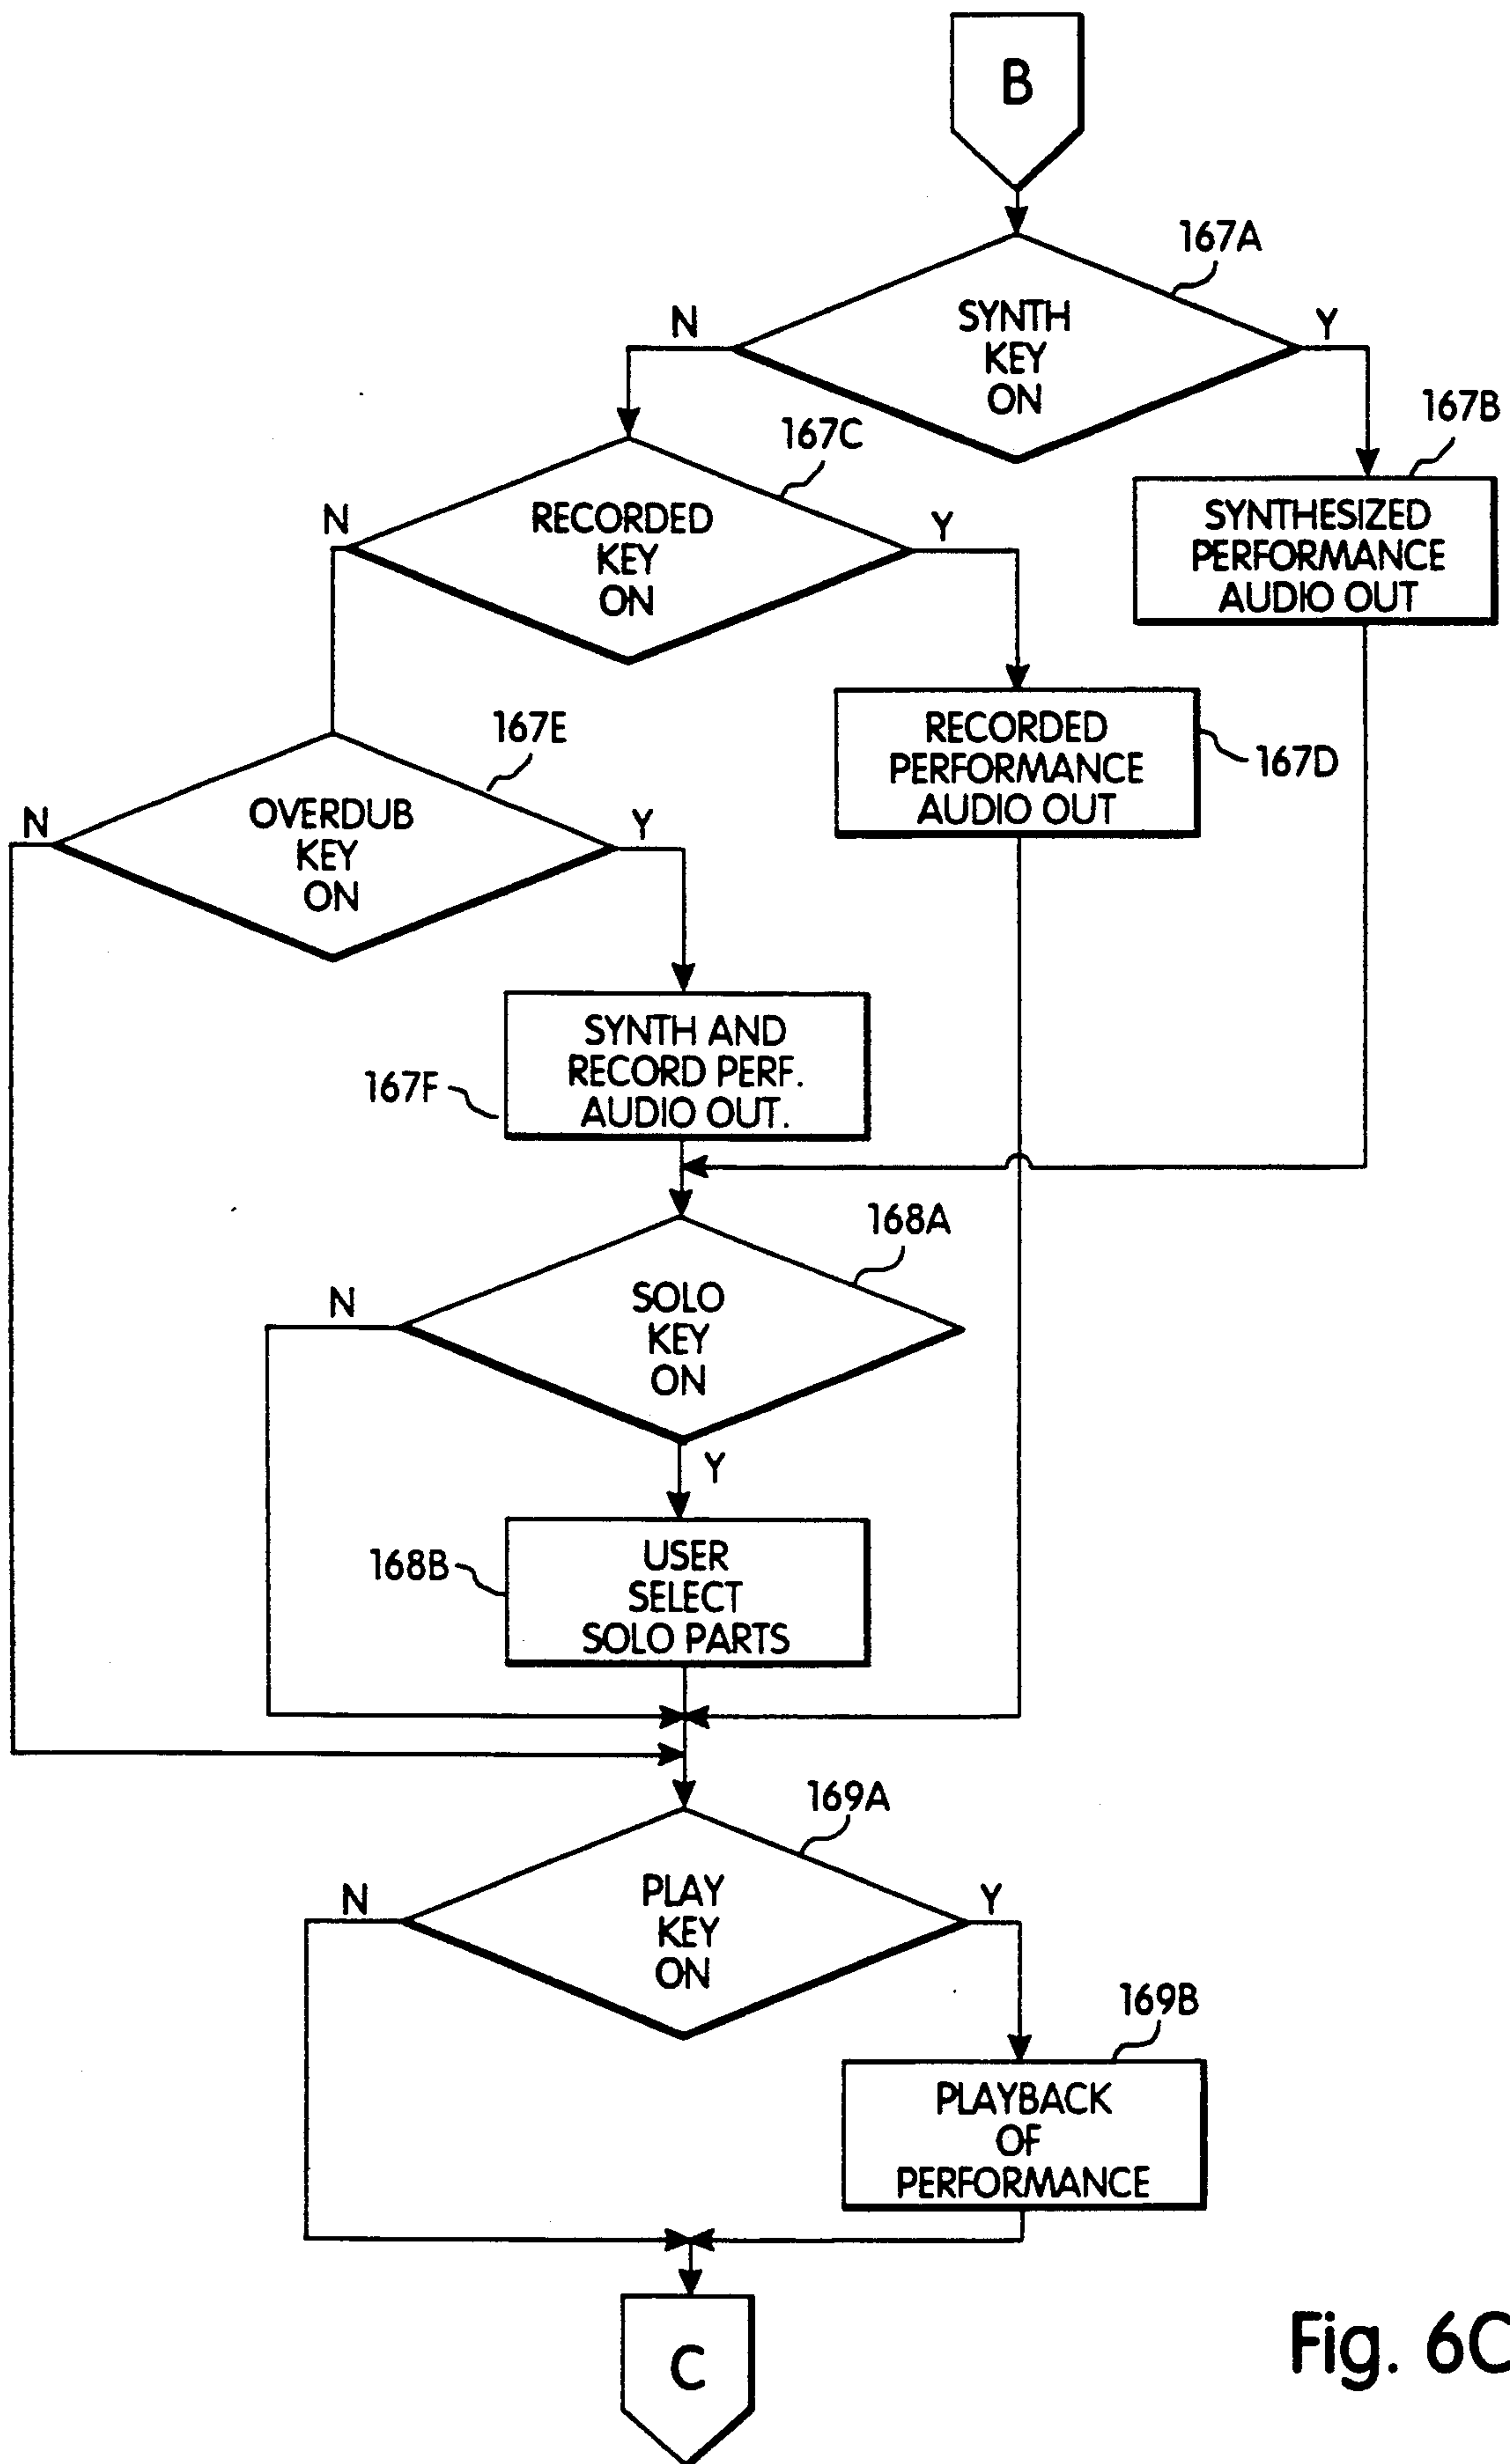 B
167A
SYNTH
KEY
ON
N
Y
167B
SYNTHESIZED
PERFORMANCE
AUDIO OUT
167C
RECORDED
KEY
ON
N
Y
RECORDED
PERFORMANCE
AUDIO OUT
167D
167E
OVERDUB
KEY
ON
N
Y
SYNTH AND
RECORD PERF.
AUDIO OUT.
167F
168A
SOLO
KEY
ON
N
Y
USER
SELECT
SOLO PARTS
168B
169A
PLAY
KEY
ON
N
Y
169B
PLAYBACK
OF
PERFORMANCE
C
Fig. 6C